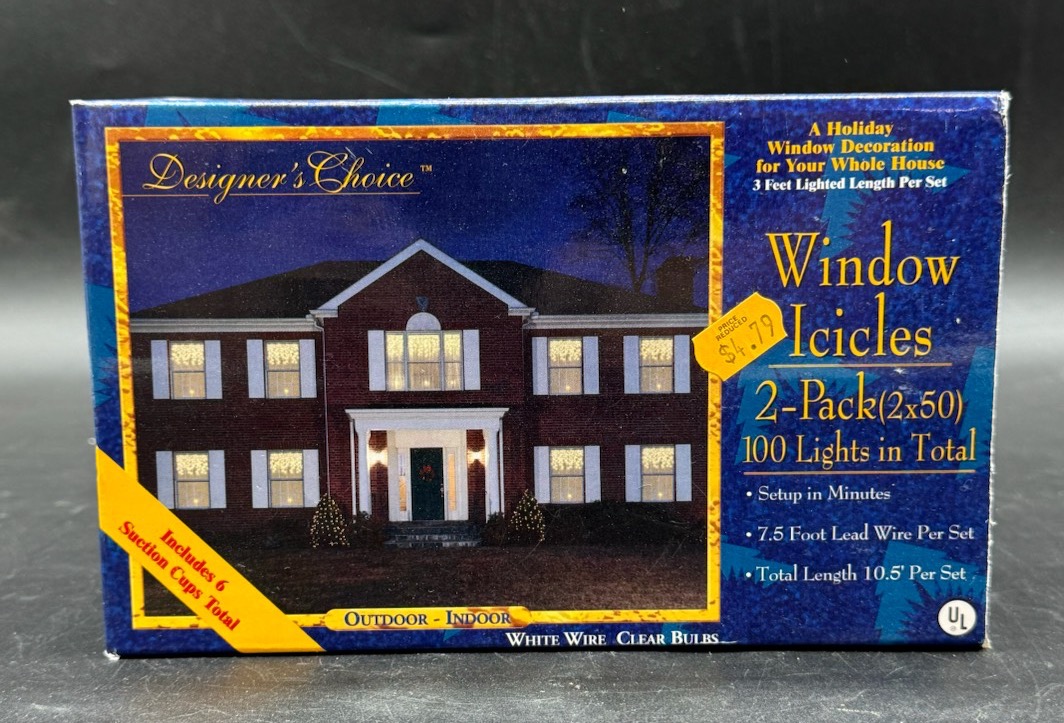 Designer's Choice™
A Holiday
Window Decoration
for Your Whole House
3 Feet Lighted Length Per Set
Window
Icicles
PRICE
REDUCED
$4.79
2-Pack(2x50)
100 Lights in Total
• Setup in Minutes
• 7.5 Foot Lead Wire Per Set
• Total Length 10.5' Per Set
Includes 6
Suction Cups Total
OUTDOOR - INDOOR
WHITE WIRE CLEAR BULBS
UL